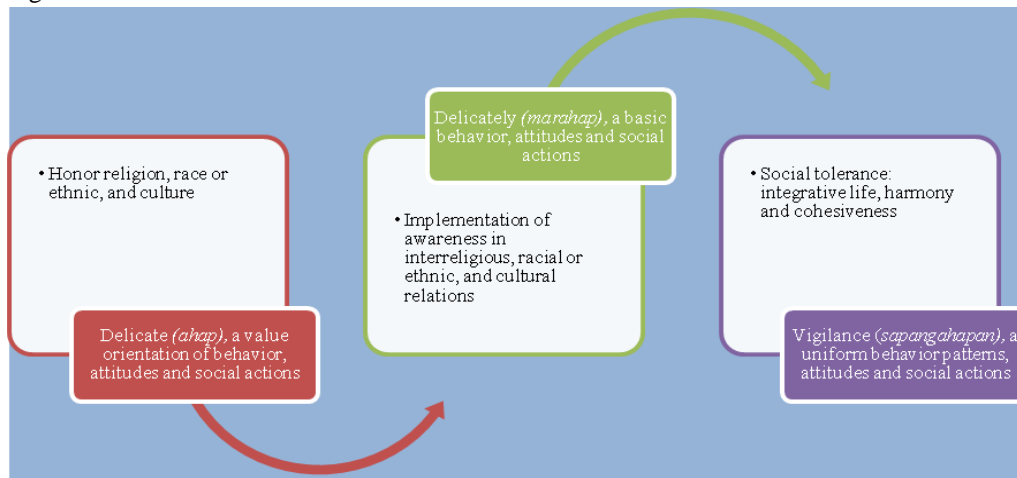 • Honor religion, race or
ethnic, and culture
Delicate (ahap), a value
orientation of behavior,
attitudes and social actions
Delicately (marahap), a basic
behavior, attitudes and social
actions
• Implementation of
awareness in
interreligious, racial or
ethnic, and cultural
relations
• Social tolerance:
integrative life, harmony
and cohesiveness
Vigilance (sapangahapan), a
uniform behavior patterns,
attitudes and social actions